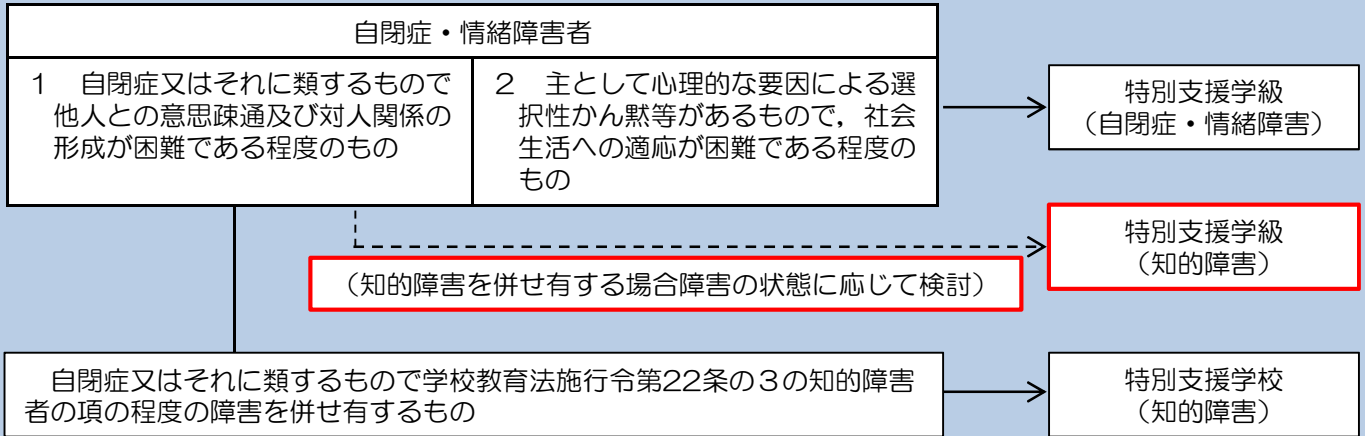 自閉症・情緒障害者
１　自閉症又はそれに類するもので
他人との意思疎通及び対人関係の
形成が困難である程度のもの
２　主として心理的な要因による選
択性かん黙等があるもので，社会
生活への適応が困難である程度の
もの
特別支援学級
（自閉症・情緒障害）
特別支援学級
（知的障害）
（知的障害を併せ有する場合障害の状態に応じて検討）
自閉症又はそれに類するもので学校教育法施行令第22条の３の知的障害
者の項の程度の障害を併せ有するもの
特別支援学校
（知的障害）